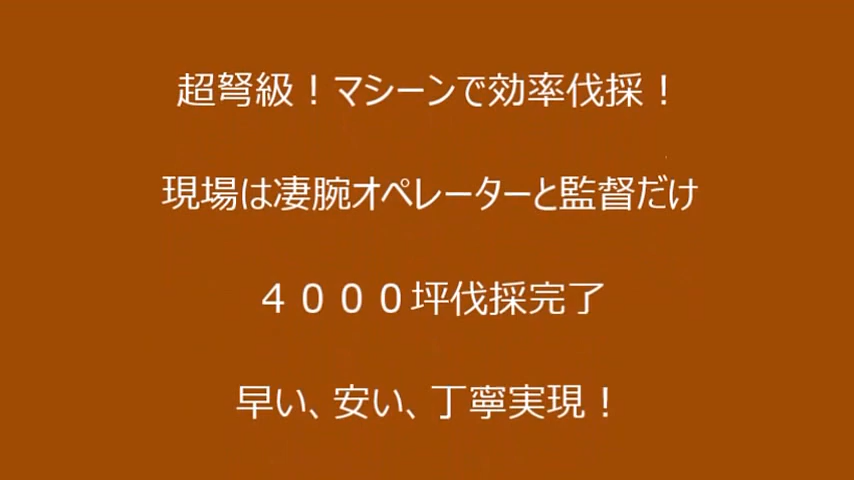 超弩級！マシーンで効率伐採！
現場は凄腕オペレーターと監督だけ
４０００坪伐採完了
早い、安い、丁寧実現！